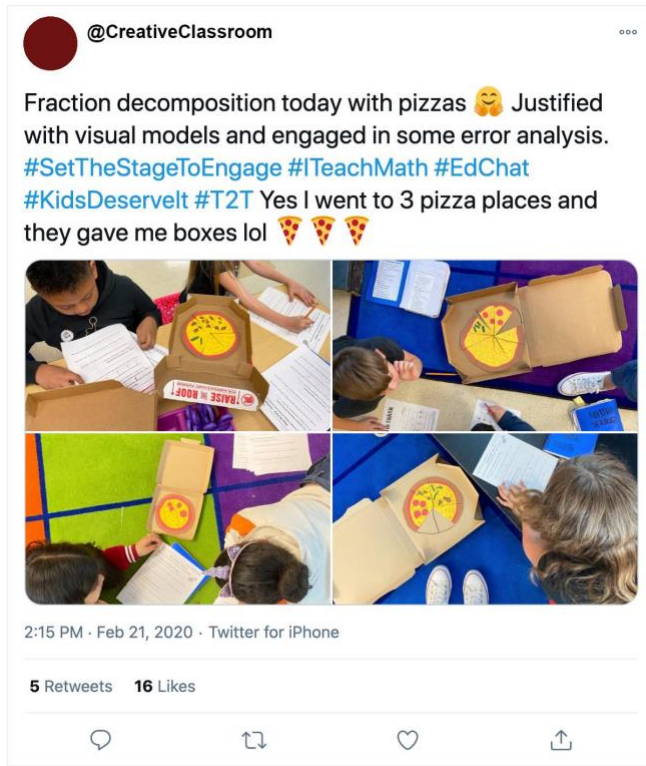 @CreativeClassroom
Fraction decomposition today with pizzas 🤗 Justified
with visual models and engaged in some error analysis.
#SetTheStageToEngage #ITeachMath #EdChat
#KidsDeserveIt #T2T Yes I went to 3 pizza places and
they gave me boxes lol 🍕 🍕 🍕
RAISE THE ROOF!
2:15 PM · Feb 21, 2020 · Twitter for iPhone
5 Retweets 16 Likes